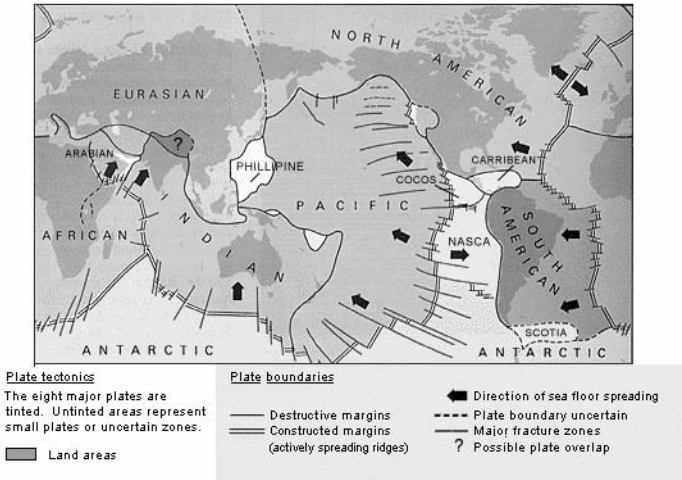 NORTH AMERICAN
EURASIAN
?
ARABIAN
PHILLIPINE
CARRIBEAN
COCOS
PACIFIC
AFRICAN
INDIAN
NASCA
SOUTH AMERICAN
SCOTIA
ANTARCTIC
ANTARCTIC
Plate tectonics
The eight major plates are
tinted. Untinted areas represent
small plates or uncertain zones.
Land areas
Plate boundaries
Destructive margins
Constructed margins
(actively spreading ridges)
Direction of sea floor spreading
Plate boundary uncertain
Major fracture zones
? Possible plate overlap